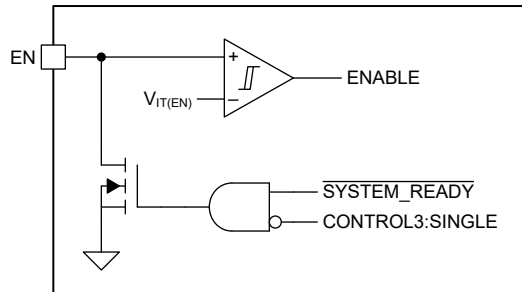 EN
+
ENABLE
V_IT(EN)
−
SYSTEM_READY
CONTROL3:SINGLE